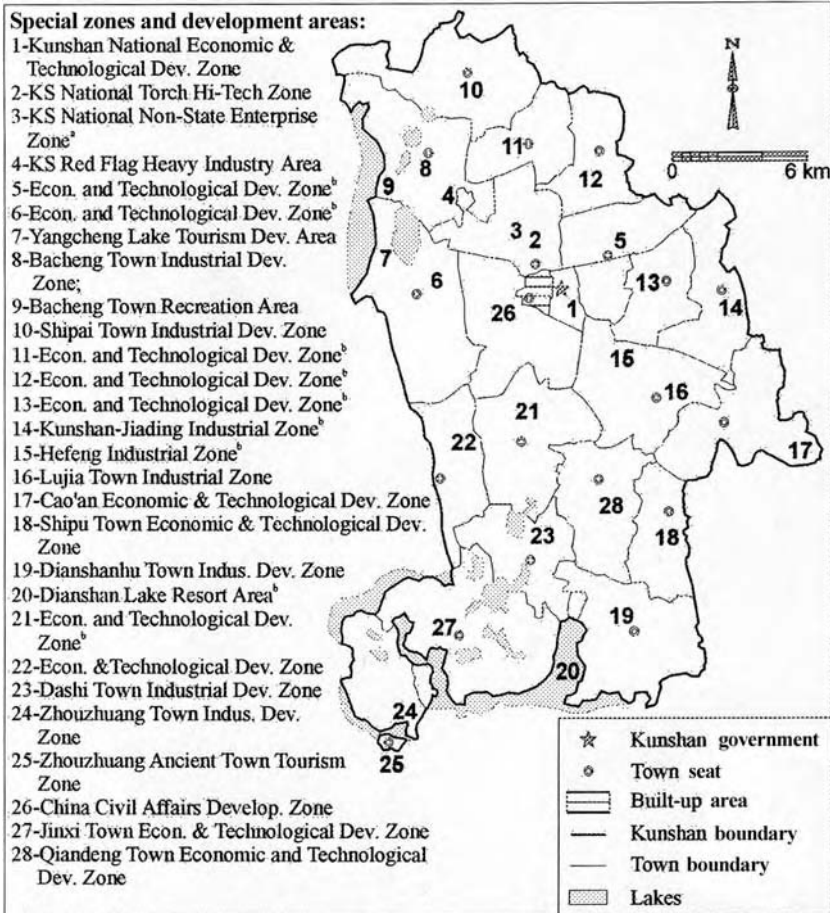 Special zones and development areas:
1-Kunshan National Economic &
Technological Dev. Zone
2-KS National Torch Hi-Tech Zone
3-KS National Non-State Enterprise
Zoneª
4-KS Red Flag Heavy Industry Area
5-Econ. and Technological Dev. Zoneᵇ
6-Econ. and Technological Dev. Zoneᵇ
7-Yangcheng Lake Tourism Dev. Area
8-Bacheng Town Industrial Dev.
Zone;
9-Bacheng Town Recreation Area
10-Shipai Town Industrial Dev. Zone
11-Econ. and Technological Dev. Zoneᵇ
12-Econ. and Technological Dev. Zoneᵇ
13-Econ. and Technological Dev. Zoneᵇ
14-Kunshan-Jiading Industrial Zoneᵇ
15-Hefeng Industrial Zoneᵇ
16-Lujia Town Industrial Zone
17-Cao'an Economic & Technological Dev. Zone
18-Shipu Town Economic & Technological Dev.
Zone
19-Dianshanhu Town Indus. Dev. Zone
20-Dianshan Lake Resort Areaᵇ
21-Econ. and Technological Dev.
Zoneᵇ
22-Econ. &Technological Dev. Zone
23-Dashi Town Industrial Dev. Zone
24-Zhouzhuang Town Indus. Dev.
Zone
25-Zhouzhuang Ancient Town Tourism
Zone
26-China Civil Affairs Develop. Zone
27-Jinxi Town Econ. & Technological Dev. Zone
28-Qiandeng Town Economic and Technological
Dev. Zone
N
0 6 km
10
11
8
12
9
4
3
2
5
7
13
6
1
14
26
15
16
21
22
17
28
18
23
19
27
20
24
25
Kunshan government
Town seat
Built-up area
Kunshan boundary
Town boundary
Lakes